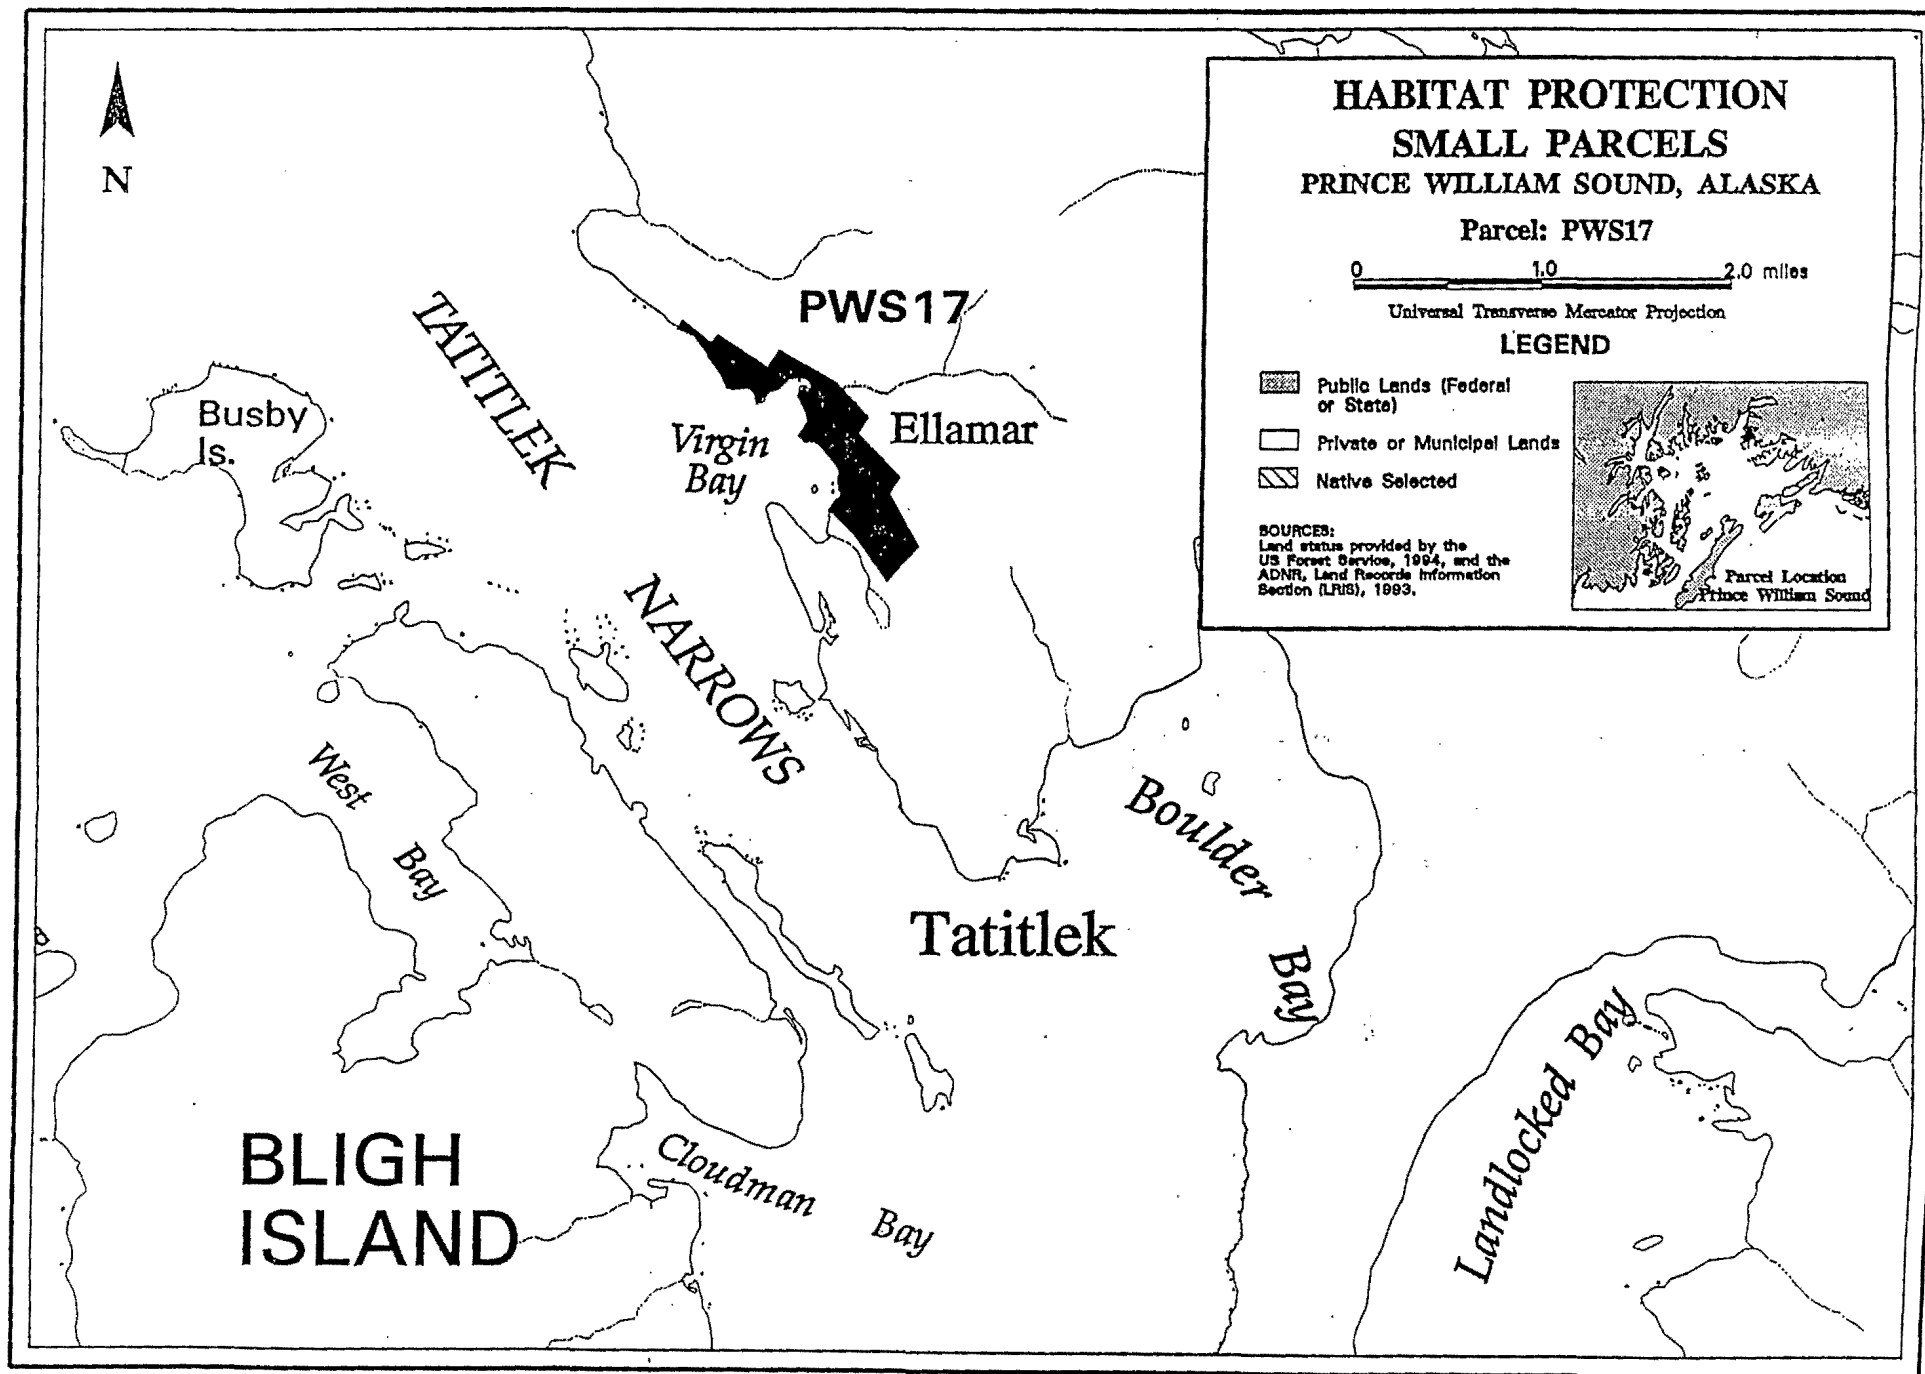 N
HABITAT PROTECTION
SMALL PARCELS
PRINCE WILLIAM SOUND, ALASKA
Parcel: PWS17
0 1.0 2.0 miles
Universal Transverse Mercator Projection
LEGEND
Public Lands (Federal
or State)
Private or Municipal Lands
Native Selected
SOURCES:
Land status provided by the
US Forest Service, 1994, and the
ADNR, Land Records Information
Section (LRIS), 1993.
Parcel Location
Prince William Sound
PWS17
TATITLEK
NARROWS
Busby
Is.
Virgin
Bay
Ellamar
West
Bay
Boulder
Bay
Tatitlek
Landlocked Bay
BLIGH
ISLAND
Cloudman
Bay